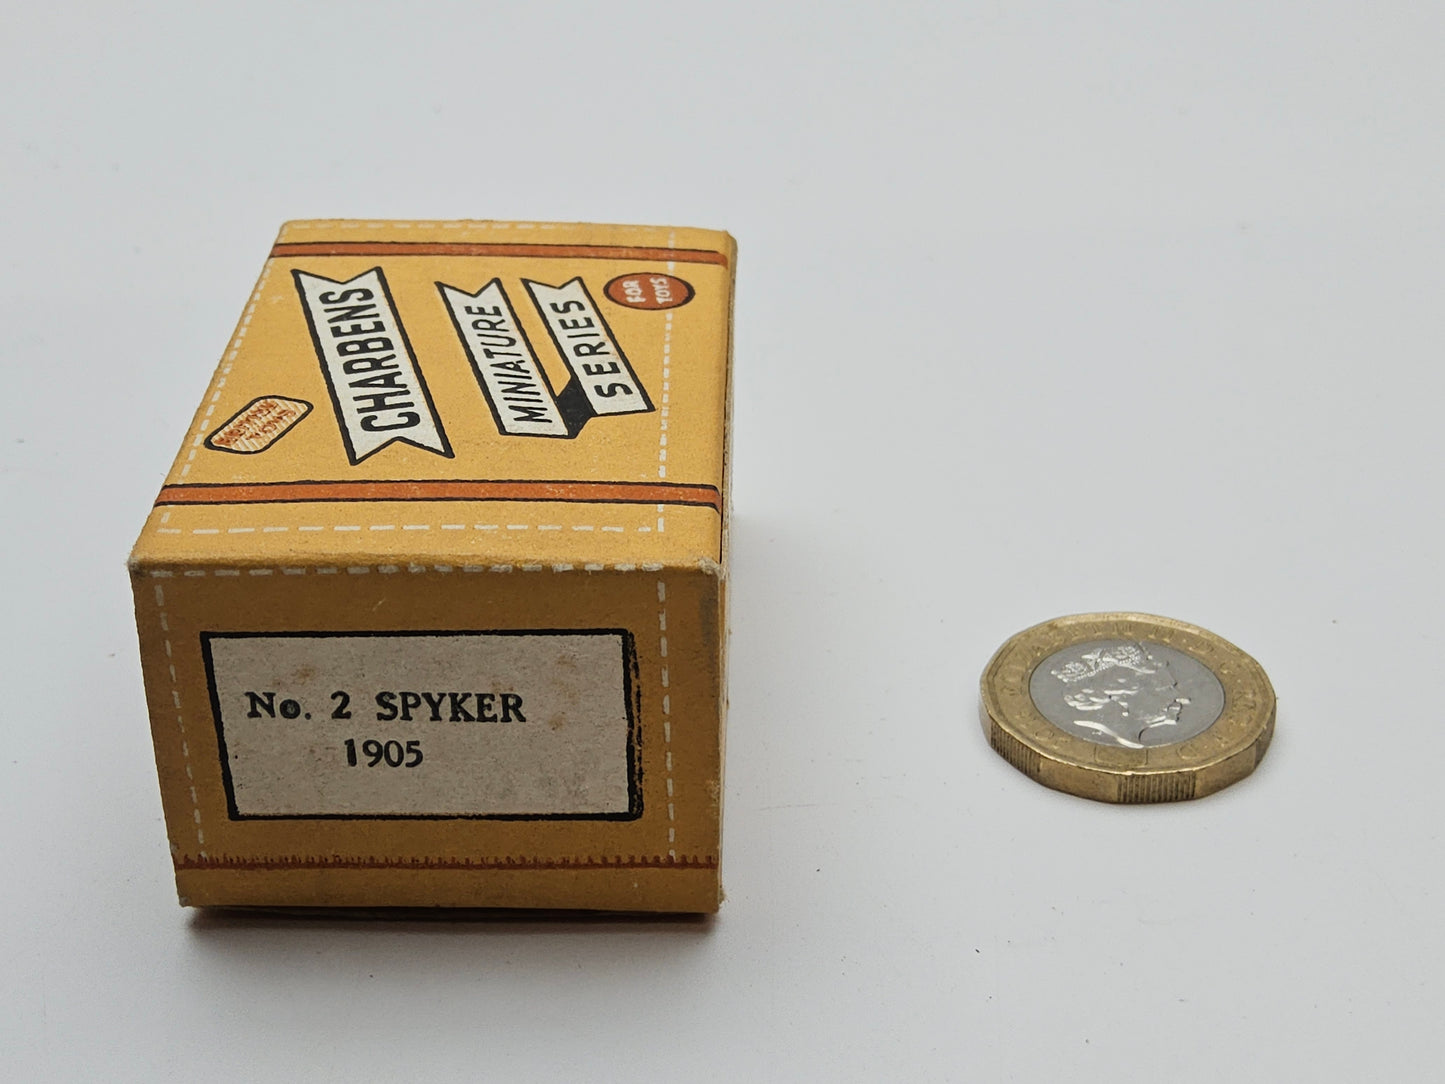 CHARBENS
MINIATURE
SERIES
FOR
TOYS
No. 2 SPYKER
1905